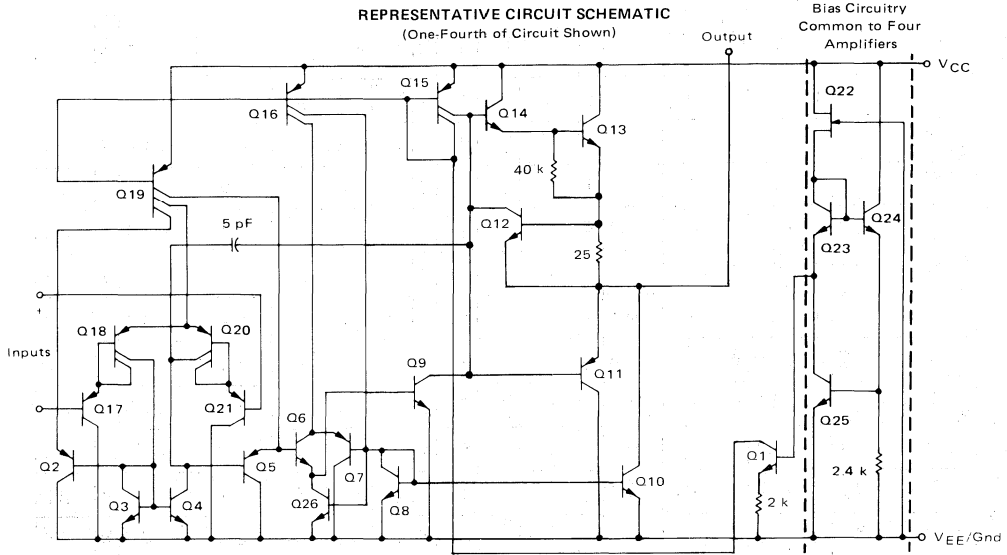 REPRESENTATIVE CIRCUIT SCHEMATIC
(One-Fourth of Circuit Shown)
Bias Circuitry
Common to Four
Amplifiers
Output
VCC
Q15
Q16
Q14
Q13
Q22
40 k
Q19
Q12
Q24
Q23
5 pF
25
+
Q18
Q20
Inputs
Q9
Q11
Q17
Q21
Q25
Q6
Q2
Q5
Q7
Q1
2.4 k
Q10
Q3
Q4
Q26
Q8
2 k
VEE/Gnd